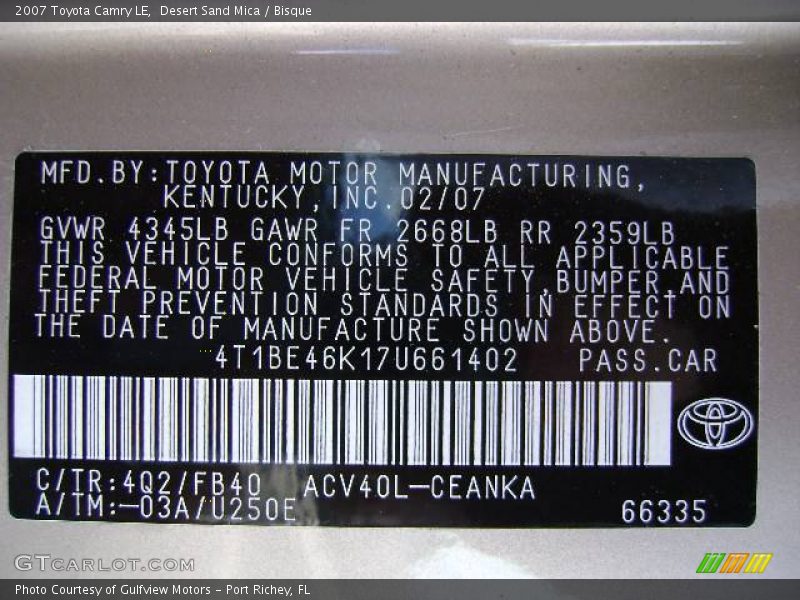 2007 Toyota Camry LE, Desert Sand Mica / Bisque
MFD.BY:TOYOTA MOTOR MANUFACTURING,
KENTUCKY,INC.02/07
GVWR 4345LB GAWR FR 2668LB RR 2359LB
THIS VEHICLE CONFORMS TO ALL APPLICABLE
FEDERAL MOTOR VEHICLE SAFETY,BUMPER,AND
THEFT PREVENTION STANDARDS IN EFFECT ON
THE DATE OF MANUFACTURE SHOWN ABOVE.
4T1BE46K17U661402 PASS.CAR
C/TR:4Q2/FB40 ACV40L-CEANKA
A/TM:-03A/U250E 66335
GTCARLOT.COM
Photo Courtesy of Gulfview Motors - Port Richey, FL